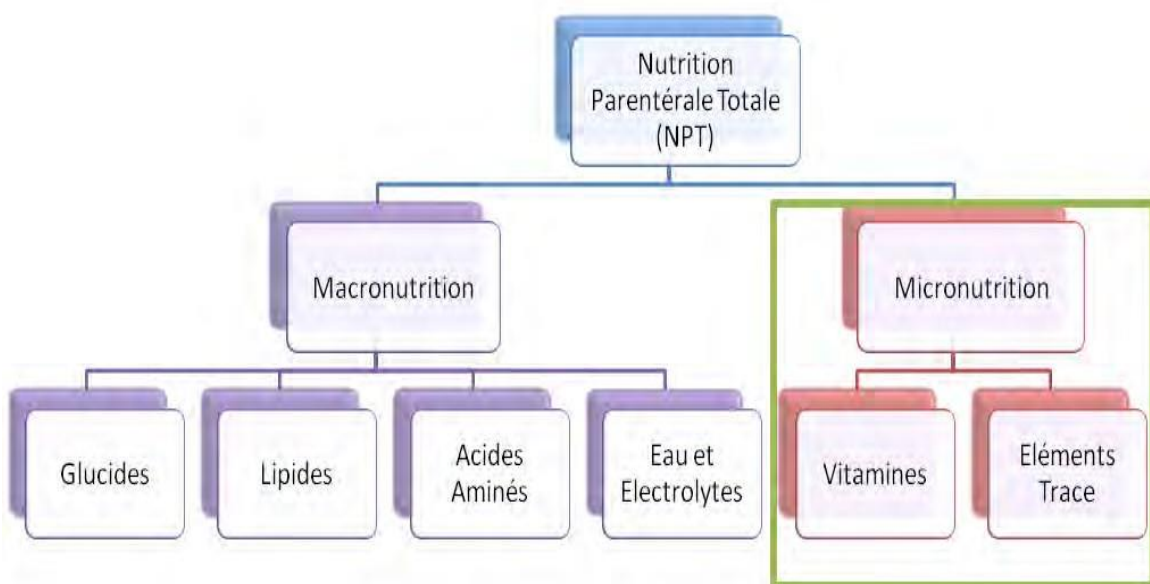 Nutrition
Parentérale Totale
(NPT)
Macronutrition
Micronutrition
Glucides
Lipides
Acides
Aminés
Eau et
Electrolytes
Vitamines
Eléments
Trace